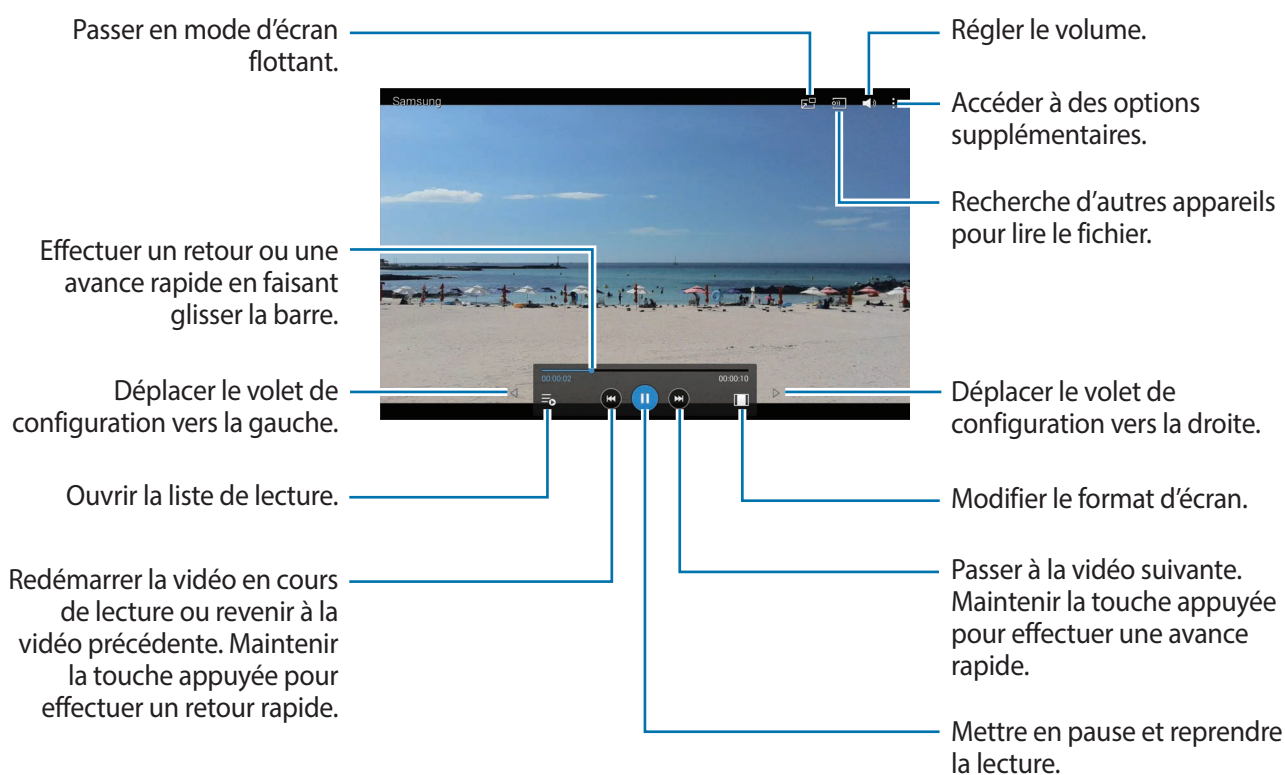 Passer en mode d’écran
flottant.
Régler le volume.
Samsung
Accéder à des options
supplémentaires.
Recherche d’autres appareils
pour lire le fichier.
Effectuer un retour ou une
avance rapide en faisant
glisser la barre.
00:00:02
00:00:10
Déplacer le volet de
configuration vers la gauche.
Déplacer le volet de
configuration vers la droite.
Ouvrir la liste de lecture.
Modifier le format d’écran.
Redémarrer la vidéo en cours
de lecture ou revenir à la
vidéo précédente. Maintenir
la touche appuyée pour
effectuer un retour rapide.
Passer à la vidéo suivante.
Maintenir la touche appuyée
pour effectuer une avance
rapide.
Mettre en pause et reprendre
la lecture.